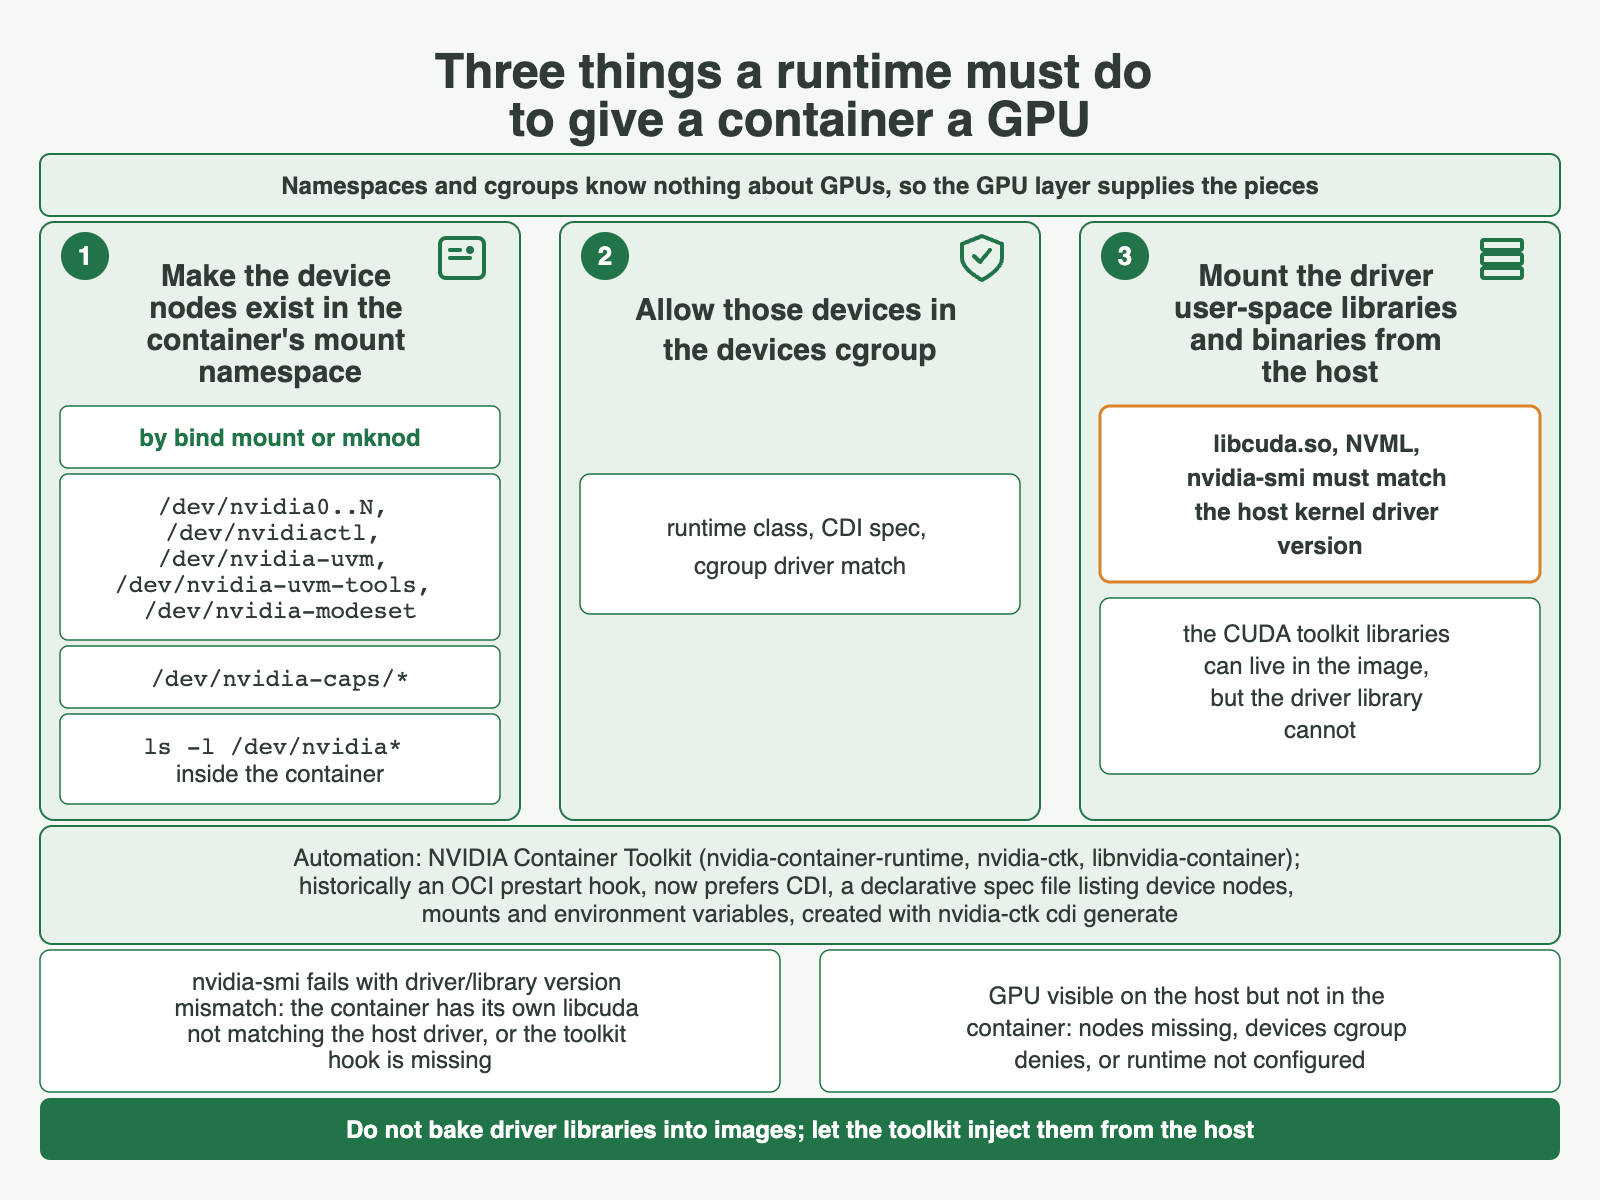 Three things a runtime must do
to give a container a GPU
Namespaces and cgroups know nothing about GPUs, so the GPU layer supplies the pieces
1
Make the device
nodes exist in the
container's mount
namespace
by bind mount or mknod
/dev/nvidia0..N,
/dev/nvidiactl,
/dev/nvidia-uvm,
/dev/nvidia-uvm-tools,
/dev/nvidia-modeset
/dev/nvidia-caps/*
ls -l /dev/nvidia*
inside the container
2
Allow those devices in
the devices cgroup
runtime class, CDI spec,
cgroup driver match
3
Mount the driver
user-space libraries
and binaries from
the host
libcuda.so, NVML,
nvidia-smi must match
the host kernel driver
version
the CUDA toolkit libraries
can live in the image,
but the driver library
cannot
Automation: NVIDIA Container Toolkit (nvidia-container-runtime, nvidia-ctk, libnvidia-container);
historically an OCI prestart hook, now prefers CDI, a declarative spec file listing device nodes,
mounts and environment variables, created with nvidia-ctk cdi generate
nvidia-smi fails with driver/library version
mismatch: the container has its own libcuda
not matching the host driver, or the toolkit
hook is missing
GPU visible on the host but not in the
container: nodes missing, devices cgroup
denies, or runtime not configured
Do not bake driver libraries into images; let the toolkit inject them from the host